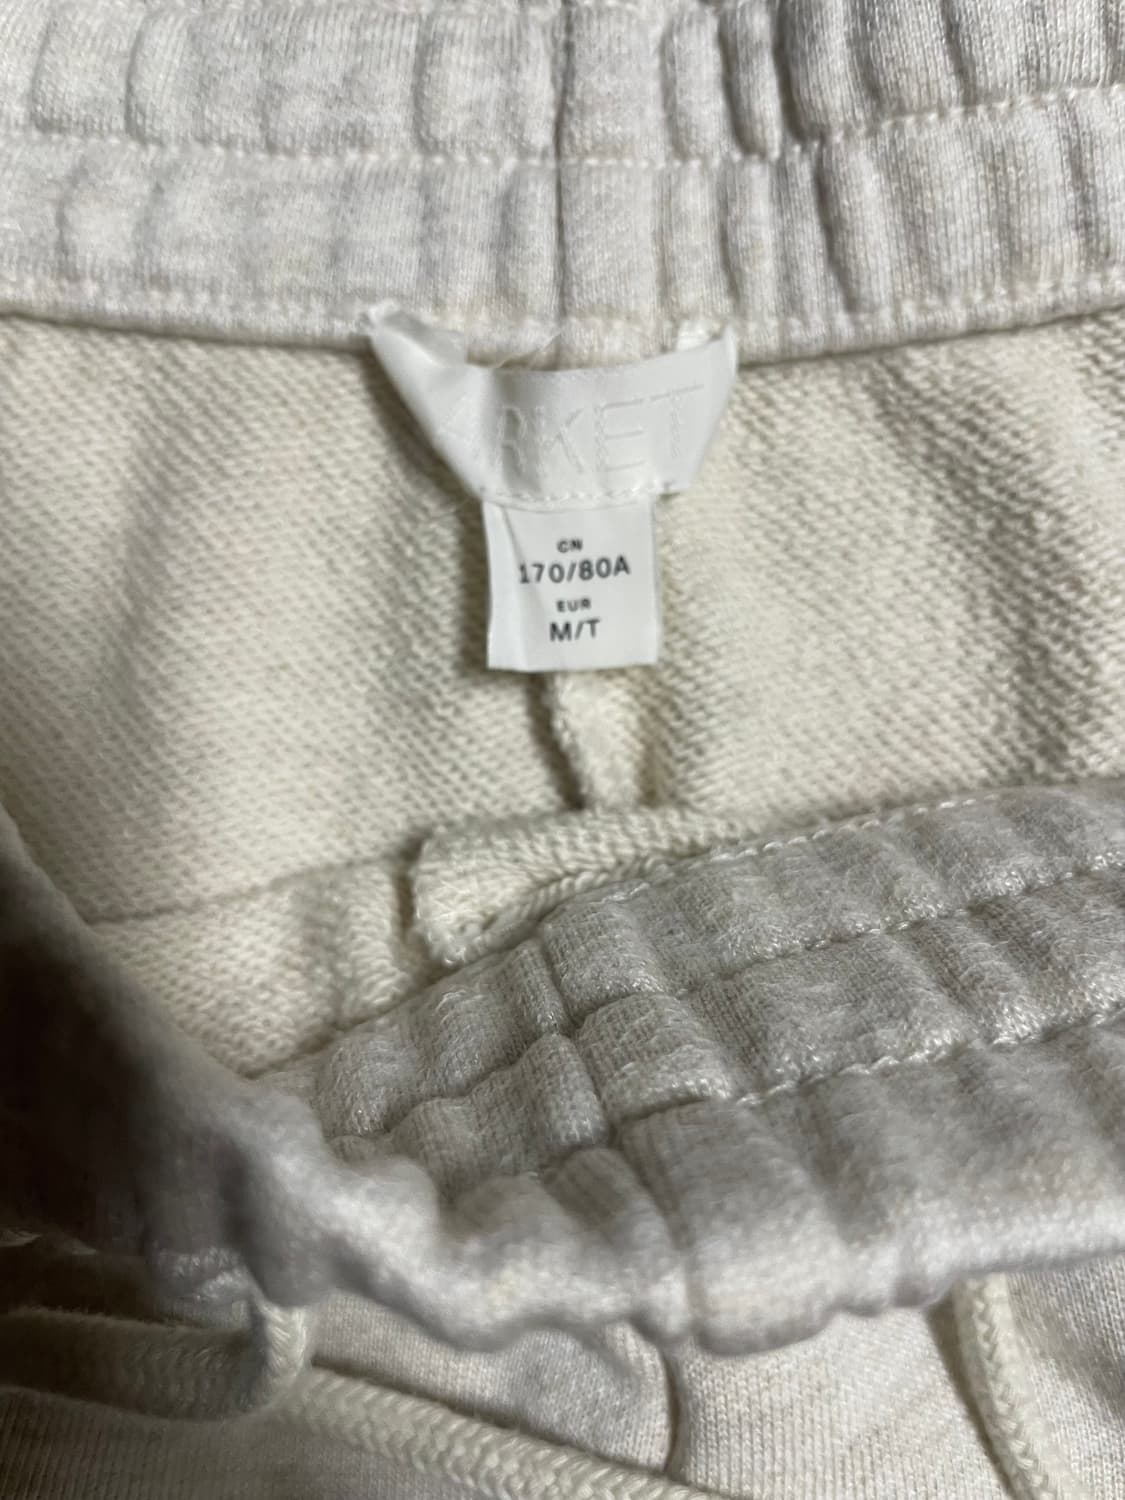 ARKET
CN
170/80A
EUR
M/T